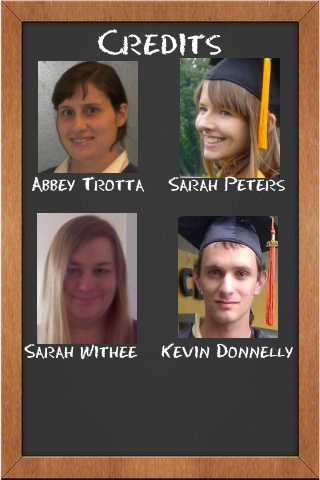 Credits
Abbey Trotta
Sarah Peters
Sarah Withee
Kevin Donnelly